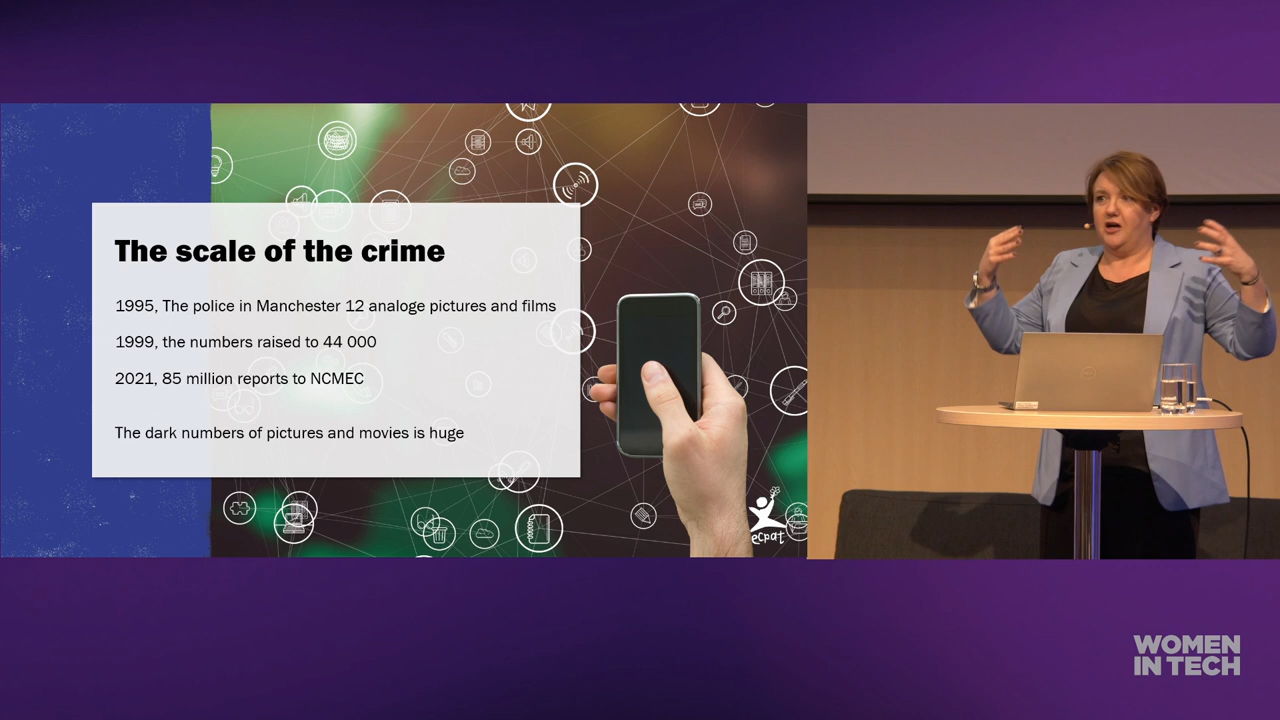 The scale of the crime
1995, The police in Manchester 12 analoge pictures and films
1999, the numbers raised to 44 000
2021, 85 million reports to NCMEC
The dark numbers of pictures and movies is huge
ecpat
WOMEN
IN TECH